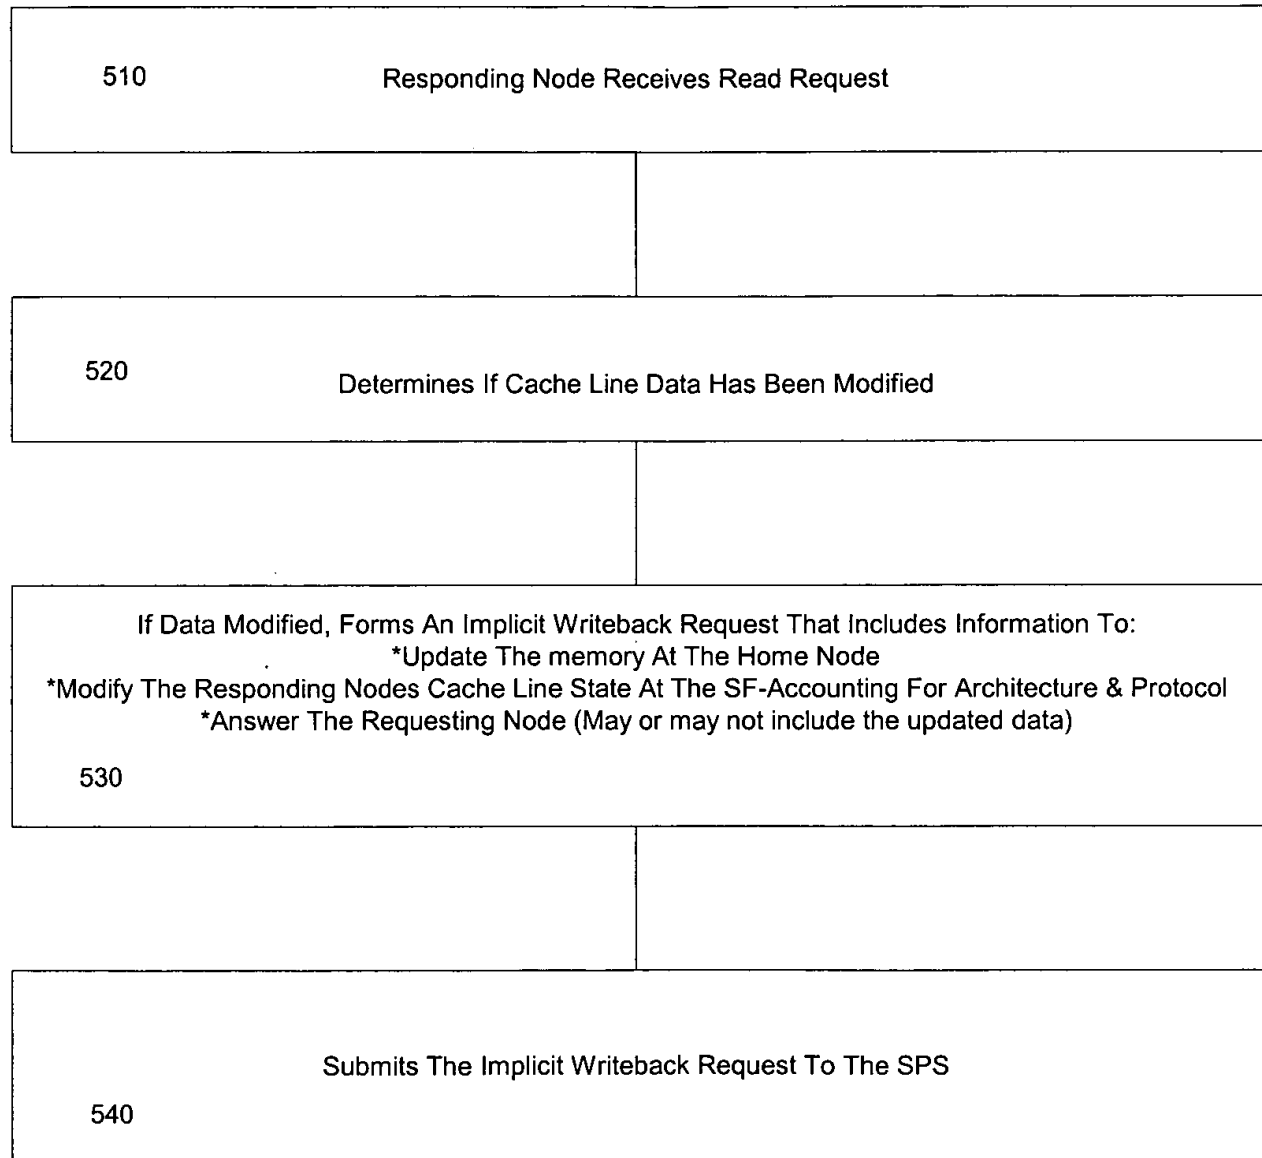 510
Responding Node Receives Read Request
520
Determines If Cache Line Data Has Been Modified
If Data Modified, Forms An Implicit Writeback Request That Includes Information To:
*Update The memory At The Home Node
*Modify The Responding Nodes Cache Line State At The SF-Accounting For Architecture & Protocol
*Answer The Requesting Node (May or may not include the updated data)
530
Submits The Implicit Writeback Request To The SPS
540